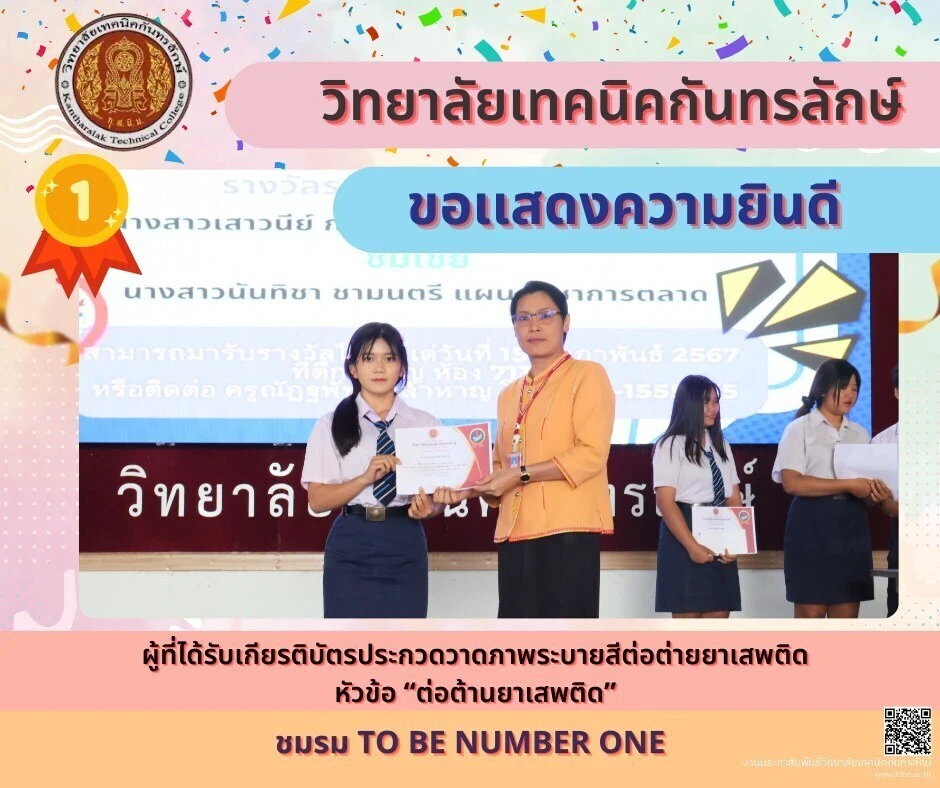 วิทยาลัยเทคนิคกันทรลักษ์
Kantharalak Technical College
วิทยาลัยเทคนิคกันทรลักษ์
1
ขอแสดงความยินดี
นางสาวเสาวนีย์
ชมเชย
นางสาวนันทิชา ชามนตรี แผน การตลาด
สามารถมารับรางวัล วันที่ 2567
ห้อง
หรือติดต่อ
วิทยาลัย
ผู้ที่ได้รับเกียรติบัตรประกวดวาดภาพระบายสีต่อต่ายยาเสพติด
หัวข้อ “ต่อต้านยาเสพติด”
ชมรม TO BE NUMBER ONE
งานประชาสัมพันธ์วิทยาลัยเทคนิคกันทรลักษ์